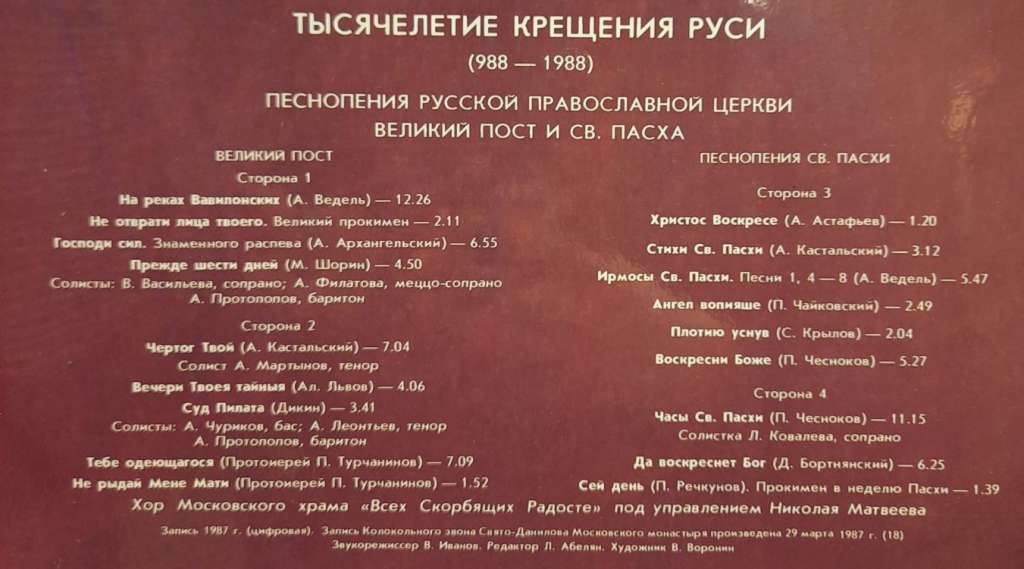 ТЫСЯЧЕЛЕТИЕ КРЕЩЕНИЯ РУСИ
(988 — 1988)
ПЕСНОПЕНИЯ РУССКОЙ ПРАВОСЛАВНОЙ ЦЕРКВИ
ВЕЛИКИЙ ПОСТ И СВ. ПАСХА
ВЕЛИКИЙ ПОСТ
Сторона 1
На реках Вавилонских (А. Ведель) — 12.26
Не отврати лица твоего. Великий прокимен — 2.11
Господи сил. Знаменного распева (А. Архангельский) — 6.55
Прежде шести дней (М. Шорин) — 4.50
Солисты: В. Васильева, сопрано; А. Филатова, меццо-сопрано
А. Протопопов, баритон
Сторона 2
Чертог Твой (А. Кастальский) — 7.04
Солист А. Мартынов, тенор
Вечери Твоея тайныя (Ал. Львов) — 4.06
Суд Пилата (Дикин) — 3.41
Солисты: А. Чуриков, бас; А. Леонтьев, тенор
А. Протопопов, баритон
Тебе одеющагося (Протоиерей П. Турчанинов) — 7.09
Не рыдай Мене Мати (Протоиерей П. Турчанинов) — 1.52
ПЕСНОПЕНИЯ СВ. ПАСХИ
Сторона 3
Христос Воскресе (А. Астафьев) — 1.20
Стихи Св. Пасхи (А. Кастальский) — 3.12
Ирмосы Св. Пасхи. Песни 1, 4 — 8 (А. Ведель) — 5.47
Ангел вопияше (П. Чайковский) — 2.49
Плотию уснув (С. Крылов) — 2.04
Воскресни Боже (П. Чесноков) — 5.27
Сторона 4
Часы Св. Пасхи (П. Чесноков) — 11.15
Солистка Л. Ковалева, сопрано
Да воскреснет Бог (Д. Бортнянский) — 6.25
Сей день (П. Речкунов). Прокимен в неделю Пасхи — 1.39
Хор Московского храма «Всех Скорбящих Радосте» под управлением Николая Матвеева
Запись 1987 г. (цифровая). Запись Колокольного звона Свято-Данилова Московского монастыря произведена 29 марта 1987 г. (18)
Звукорежиссер В. Иванов. Редактор Л. Абелян. Художник В. Воронин